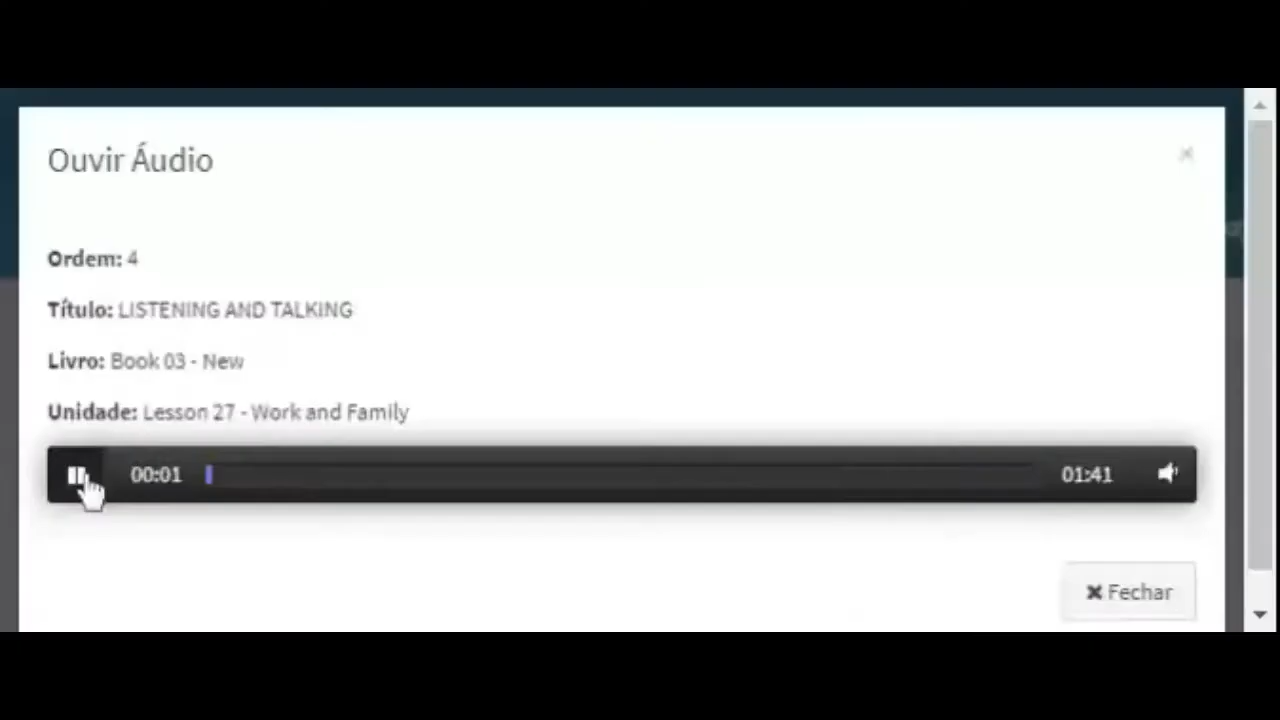 Ouvir Áudio
Ordem: 4
Título: LISTENING AND TALKING
Livro: Book 03 - New
Unidade: Lesson 27 - Work and Family
00:01 01:41
Fechar